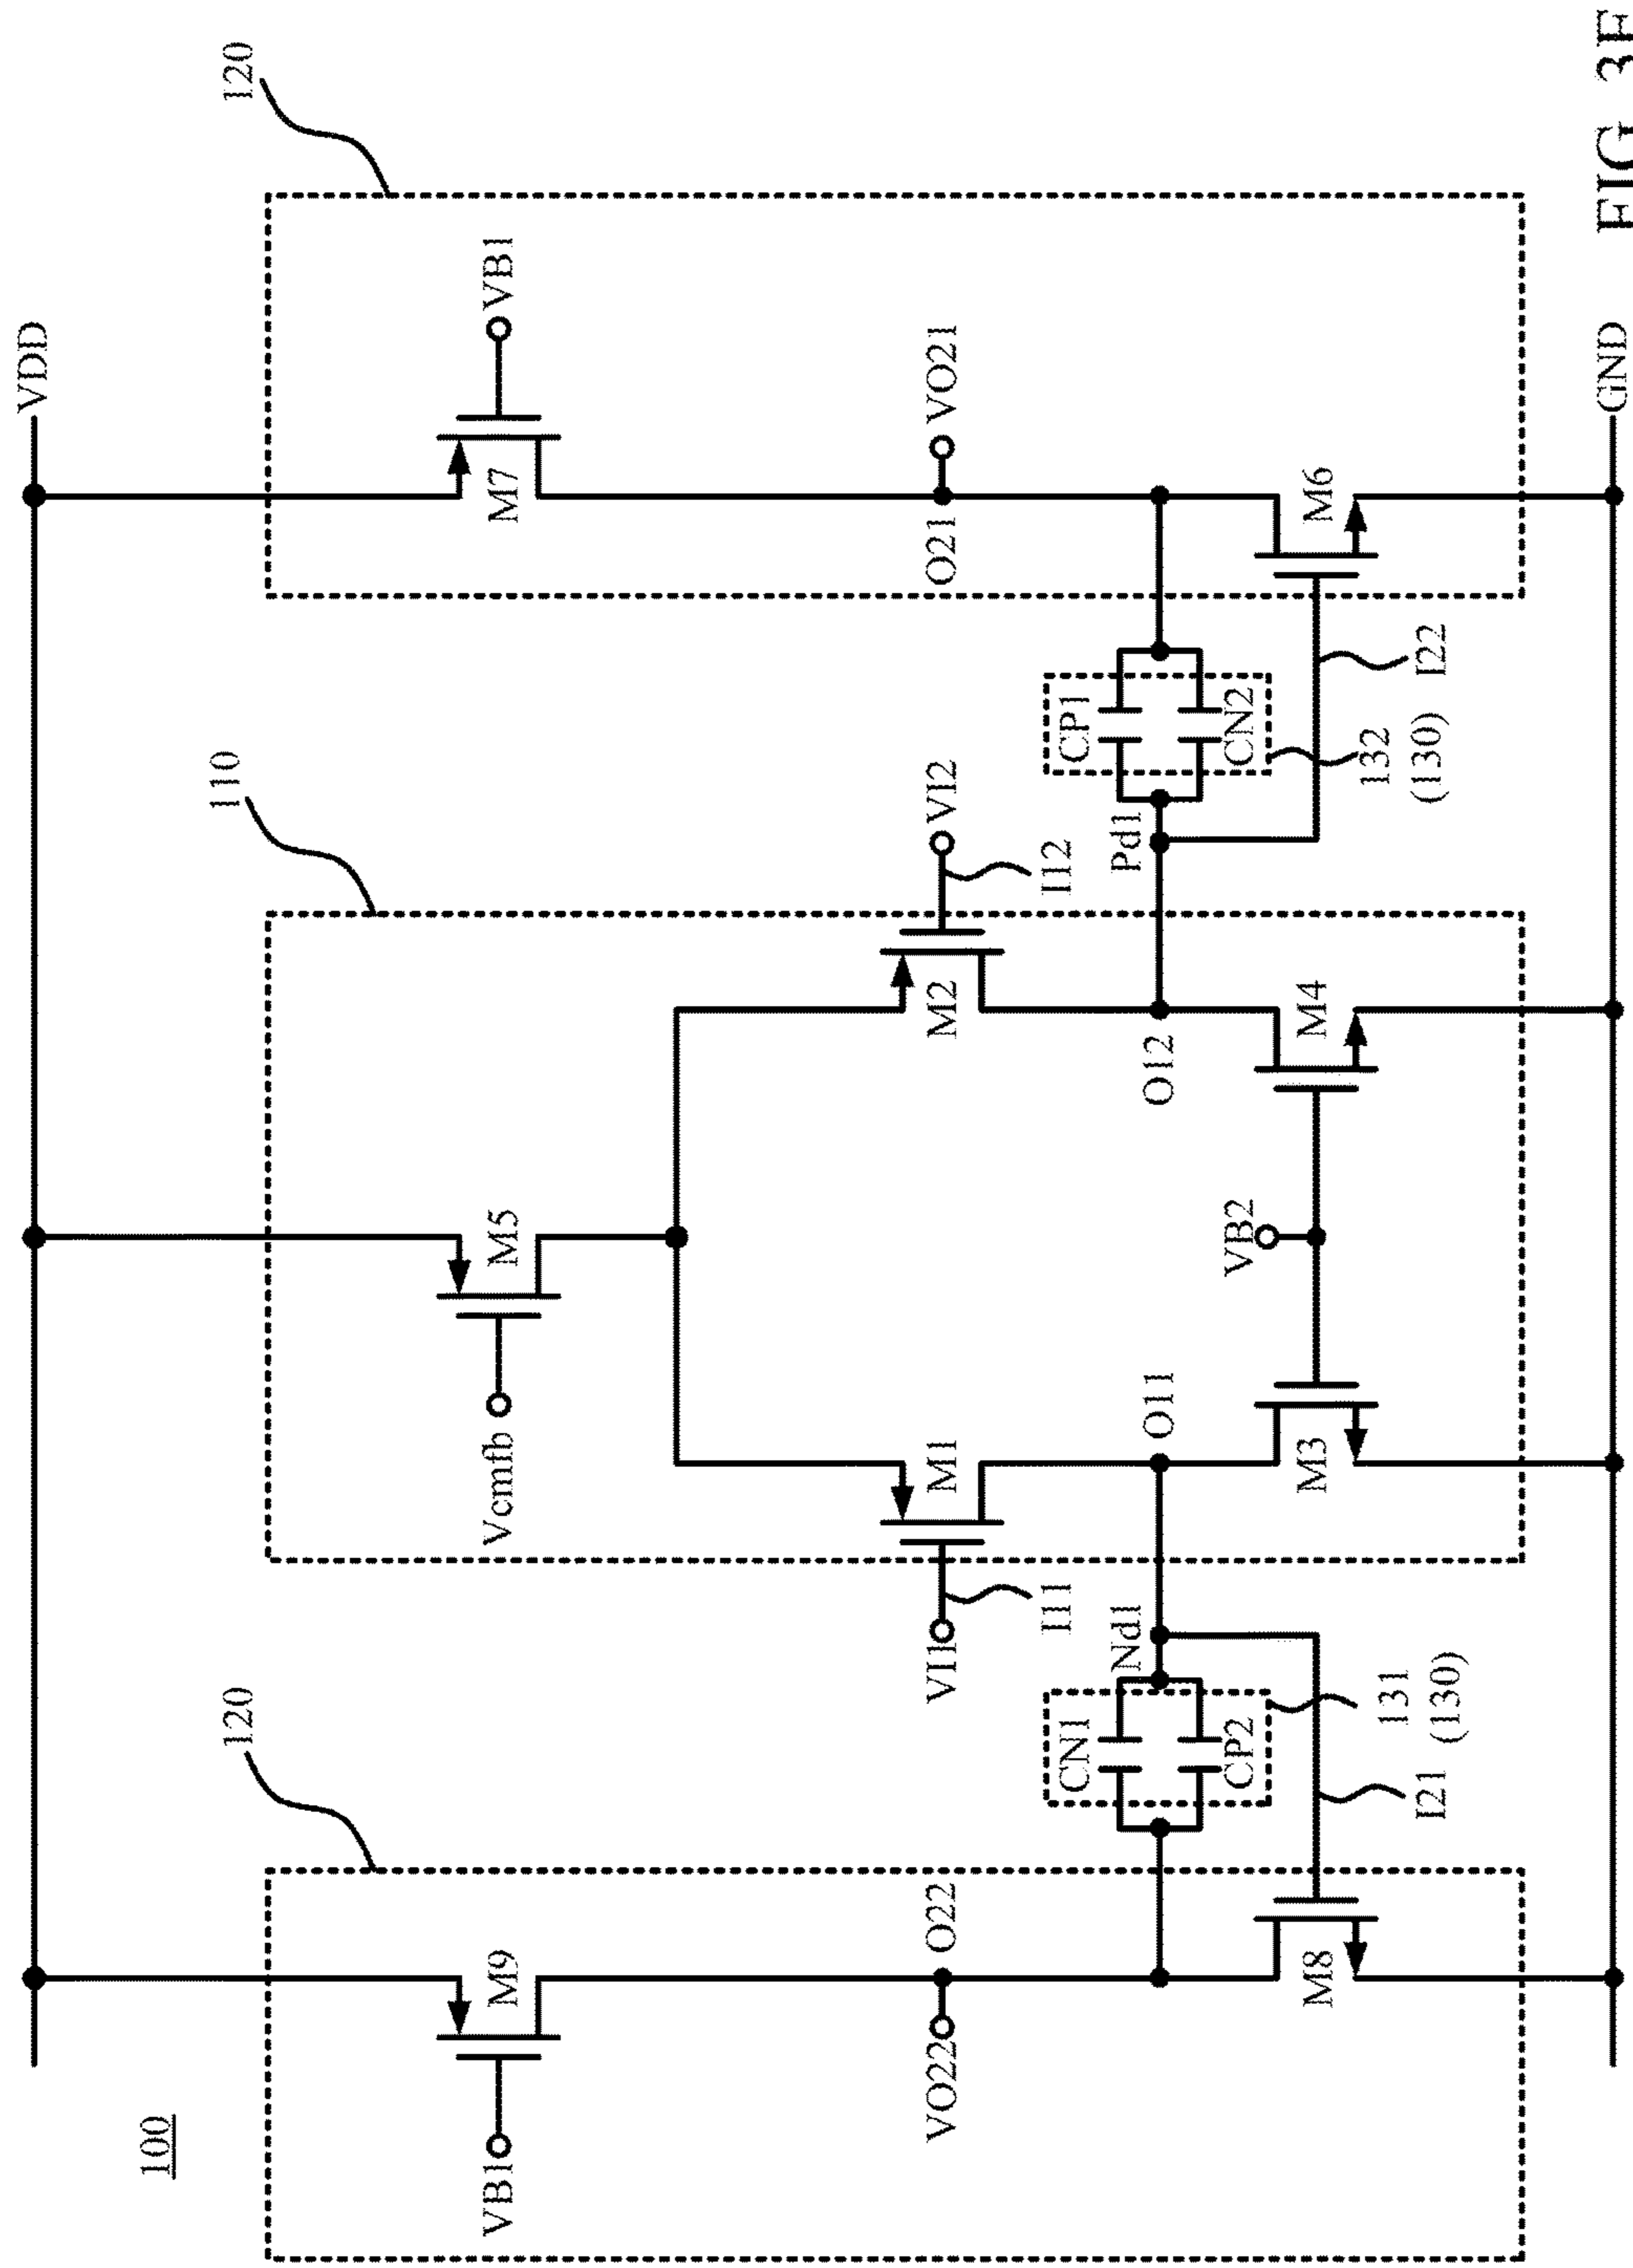 VDD
100
120
110
120
VB1
M9
Vcmfb
M5
M7
VB1
VO22
O22
VI1
M1
M2
VI2
O21
VO21
I11
I12
CN1
Nd1
O11
O12
Pd1
CP1
CP2
VB2
CN2
M8
M3
M4
M6
I21
131
(130)
132
(130)
I22
GND
FIG